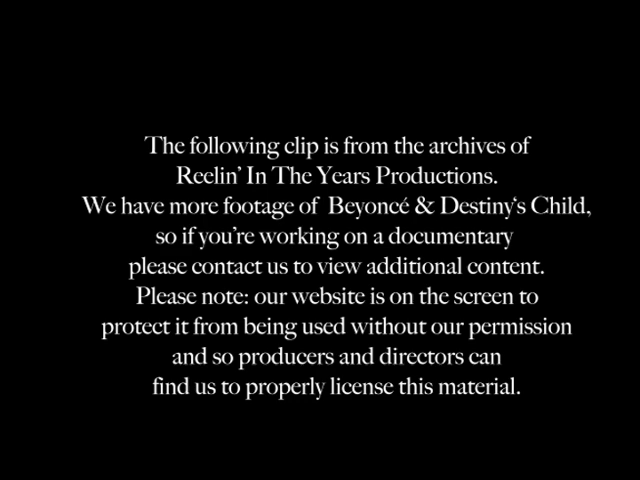 The following clip is from the archives of
Reelin' In The Years Productions.
We have more footage of Beyoncé & Destiny‘s Child,
so if you're working on a documentary
please contact us to view additional content.
Please note: our website is on the screen to
protect it from being used without our permission
and so producers and directors can
find us to properly license this material.